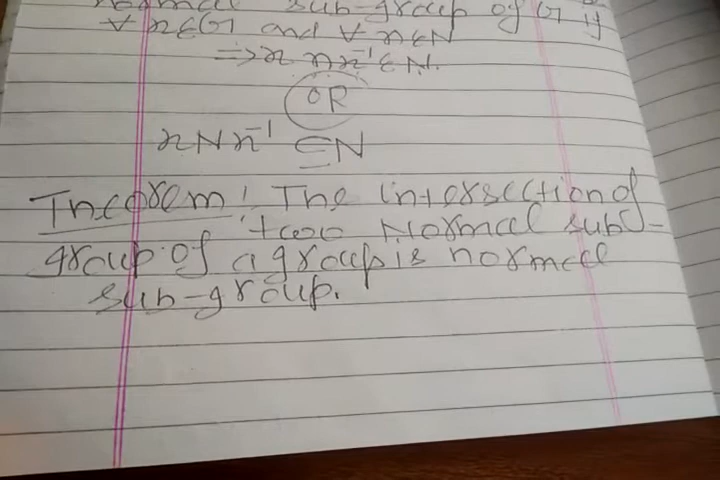 Normal sub-group of G if
∀ x∈G and ∀ n∈N
⇒ x n x⁻¹ ∈ N.
OR
xNx⁻¹ ⊆N
Theorem: The intersection of
two Normal sub-
group of a group is normal
sub-group.